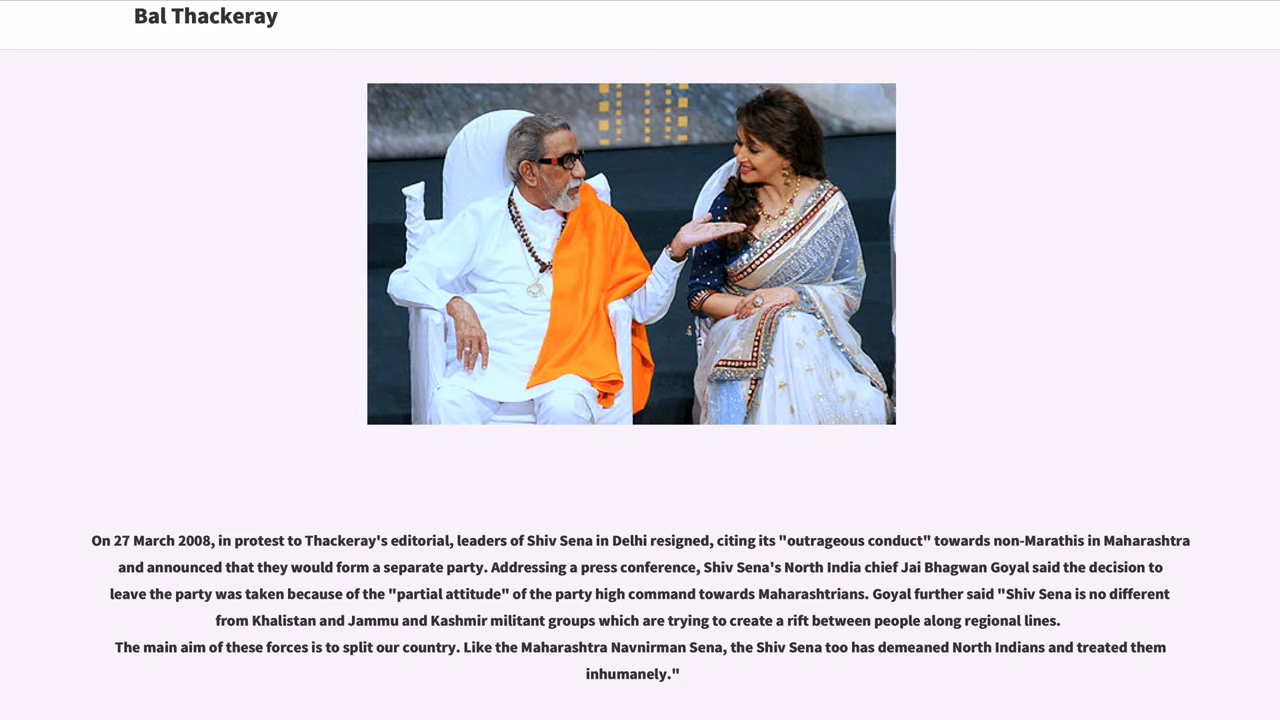 Bal Thackeray
On 27 March 2008, in protest to Thackeray's editorial, leaders of Shiv Sena in Delhi resigned, citing its "outrageous conduct" towards non-Marathis in Maharashtra
and announced that they would form a separate party. Addressing a press conference, Shiv Sena's North India chief Jai Bhagwan Goyal said the decision to
leave the party was taken because of the "partial attitude" of the party high command towards Maharashtrians. Goyal further said "Shiv Sena is no different
from Khalistan and Jammu and Kashmir militant groups which are trying to create a rift between people along regional lines.
The main aim of these forces is to split our country. Like the Maharashtra Navnirman Sena, the Shiv Sena too has demeaned North Indians and treated them
inhumanely."